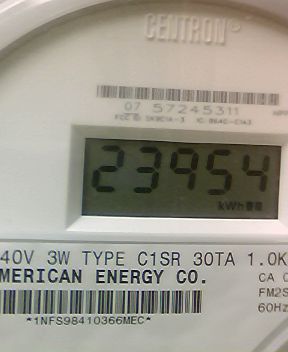 CENTRON®
07 57245311
23954
kWh
40V 3W TYPE C1SR 30TA 1.0K
MERICAN ENERGY CO.
CA 0
FM2S
60Hz
*1NFS98410366MEC*